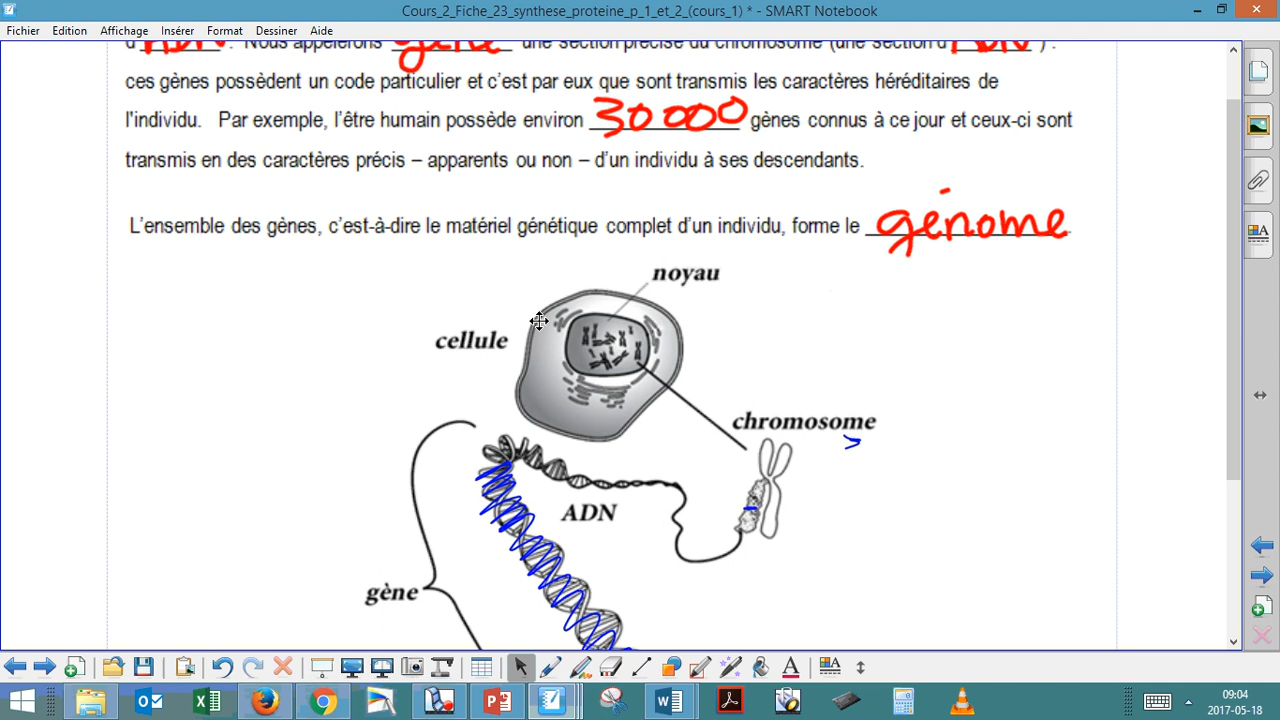 Cours_2_Fiche_23_synthese_proteine_p_1_et_2_(cours_1) * - SMART Notebook
Fichier Edition Affichage Insérer Format Dessiner Aide
d'ADN. Nous appelerons gène une section précise du chromosome (une section d'ADN) :
ces gènes possèdent un code particulier et c'est par eux que sont transmis les caractères héréditaires de
l'individu. Par exemple, l'être humain possède environ 30 000 gènes connus à ce jour et ceux-ci sont
transmis en des caractères précis – apparents ou non – d'un individu à ses descendants.
L'ensemble des gènes, c'est-à-dire le matériel génétique complet d'un individu, forme le génome.
noyau
cellule
chromosome
>
ADN
gène
09:04
2017-05-18